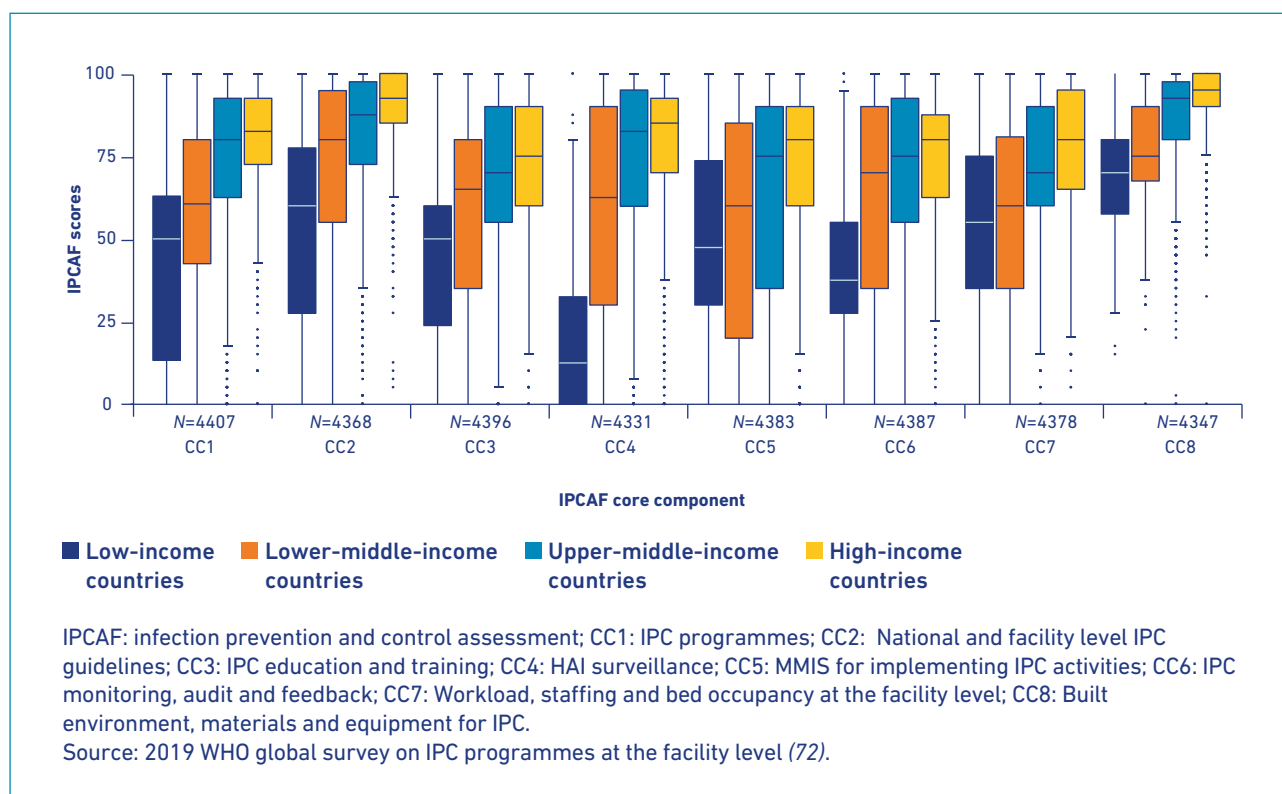 100
75
50
25
0
IPCAF scores
N=4407 N=4368 N=4396 N=4331 N=4383 N=4387 N=4378 N=4347
CC1 CC2 CC3 CC4 CC5 CC6 CC7 CC8
IPCAF core component
Low-income countries
Lower-middle-income countries
Upper-middle-income countries
High-income countries
IPCAF: infection prevention and control assessment; CC1: IPC programmes; CC2: National and facility level IPC
guidelines; CC3: IPC education and training; CC4: HAI surveillance; CC5: MMIS for implementing IPC activities; CC6: IPC
monitoring, audit and feedback; CC7: Workload, staffing and bed occupancy at the facility level; CC8: Built
environment, materials and equipment for IPC.
Source: 2019 WHO global survey on IPC programmes at the facility level (72).